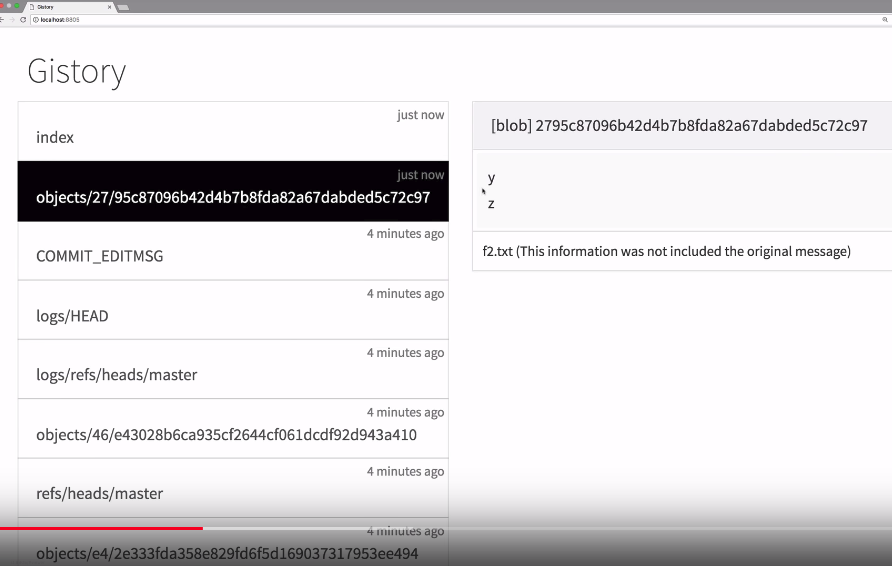 Gistory
localhost:8805
Gistory
just now
index
just now
objects/27/95c87096b42d4b7b8fda82a67dabded5c72c97
4 minutes ago
COMMIT_EDITMSG
4 minutes ago
logs/HEAD
4 minutes ago
logs/refs/heads/master
4 minutes ago
objects/46/e43028b6ca935cf2644cf061dcdf92d943a410
4 minutes ago
refs/heads/master
4 minutes ago
objects/e4/2e333fda358e829fd6f5d169037317953ee494
[blob] 2795c87096b42d4b7b8fda82a67dabded5c72c97
y
z
f2.txt (This information was not included the original message)